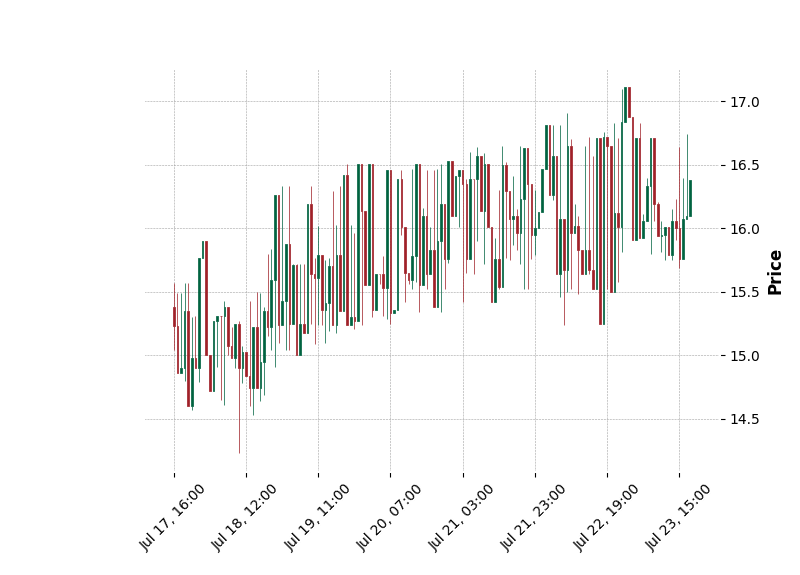 17.0
16.5
16.0
15.5
15.0
14.5
Price
Jul 17, 16:00
Jul 18, 12:00
Jul 19, 11:00
Jul 20, 07:00
Jul 21, 03:00
Jul 21, 23:00
Jul 22, 19:00
Jul 23, 15:00